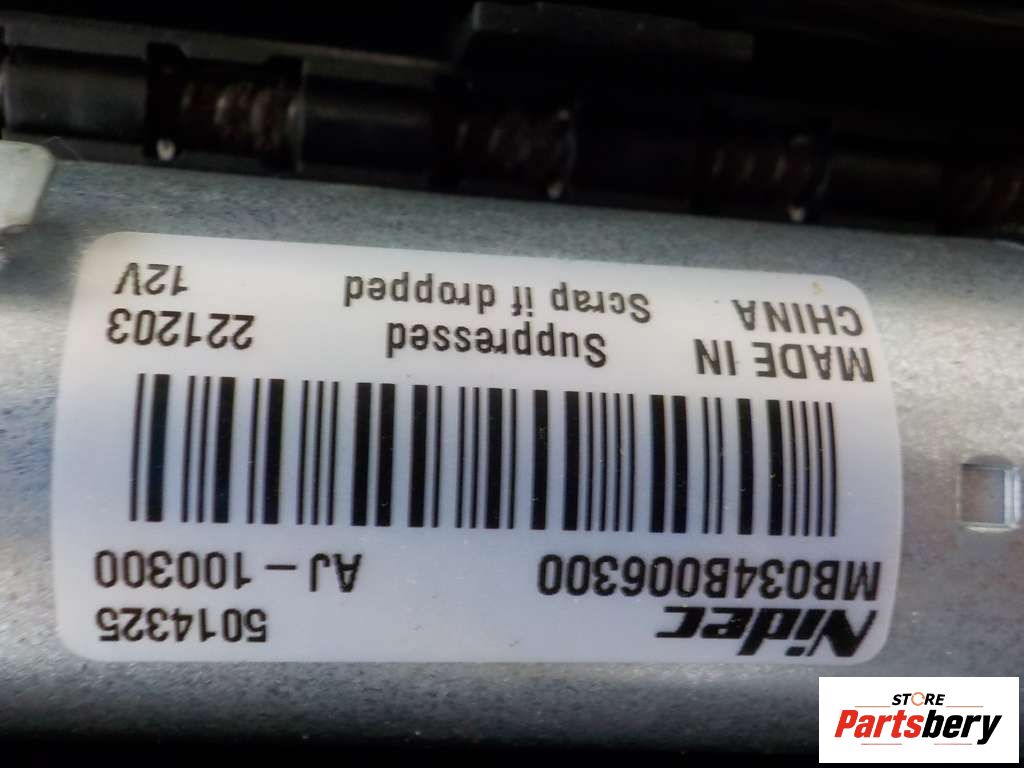 Nidec 5014325
MB034B006300 AJ-100300
MADE IN Suppressed 221203
CHINA Scrap if dropped 12V
STORE
Partsbery